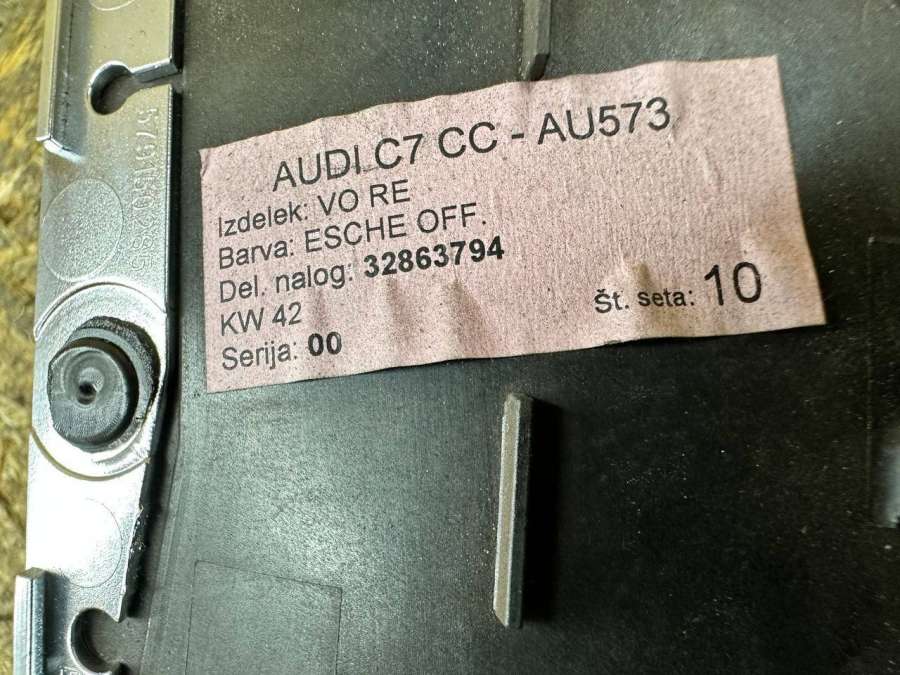 AUDI C7 CC - AU573
Izdelek: VO RE
Barva: ESCHE OFF.
Del. nalog: 32863794
KW 42
Št. seta: 10
Serija: 00